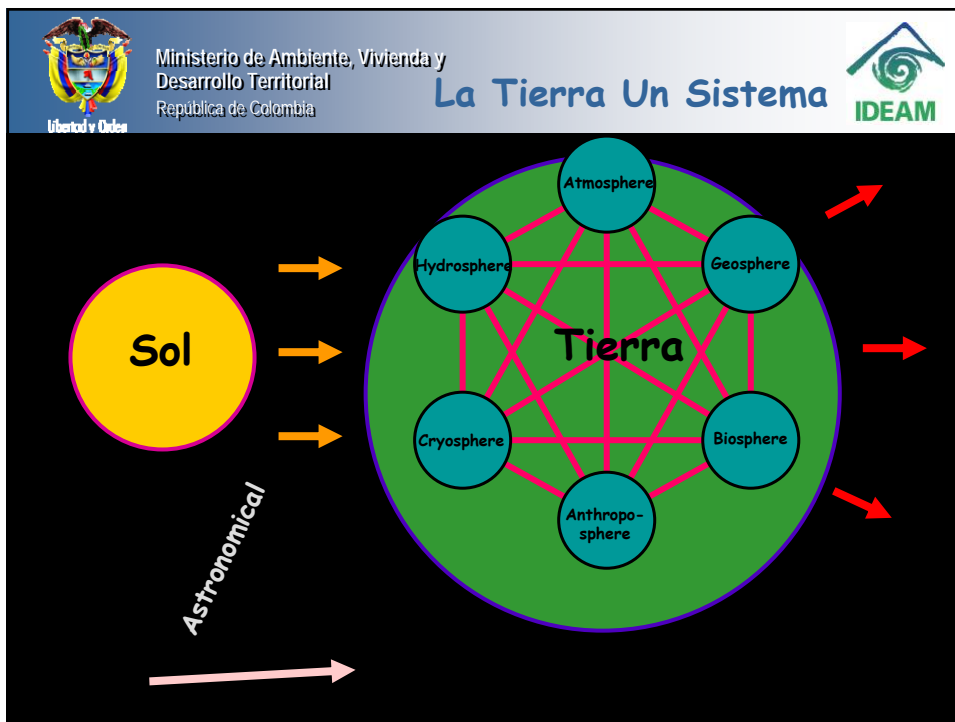 Ministerio de Ambiente, Vivienda y
Desarrollo Territorial
República de Colombia
Libertad y Orden
La Tierra Un Sistema
IDEAM
Atmosphere
Hydrosphere
Geosphere
Sol
Tierra
Cryosphere
Biosphere
Anthropo-
sphere
Astronomical